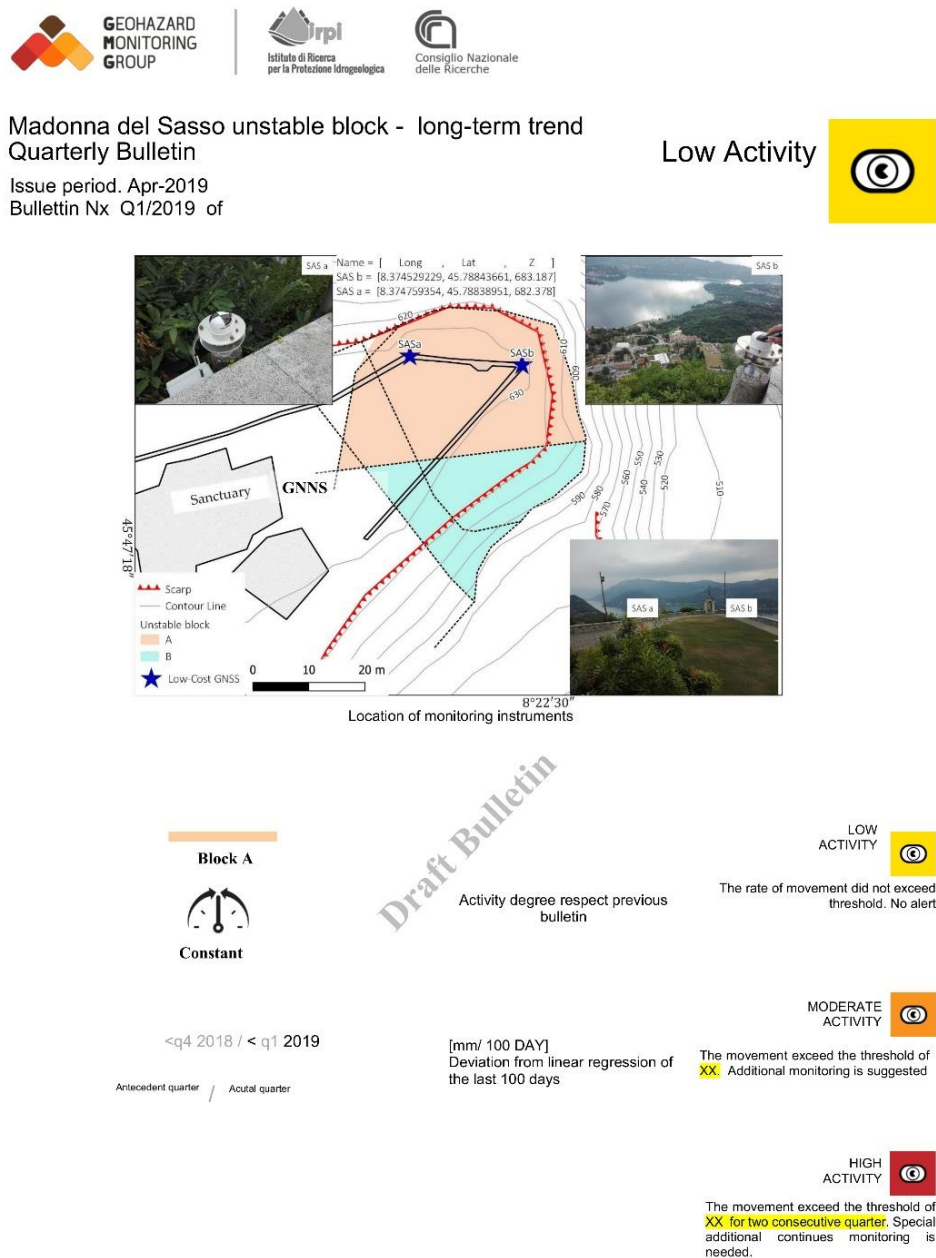 GEOHAZARD
MONITORING
GROUP
irpi
Istituto di Ricerca
per la Protezione Idrogeologica
Consiglio Nazionale
delle Ricerche
Madonna del Sasso unstable block - long-term trend
Quarterly Bulletin
Low Activity
Issue period. Apr-2019
Bullettin Nx Q1/2019 of
SAS a
Name = [ Long , Lat , Z ]
SAS b = [8.374529229, 45.78843661, 683.187]
SAS a = [8.374759354, 45.78838951, 682.378]
SAS b
620
SASa
SASb
610
600
630
GNNS
Sanctuary
590
580
570
560
550
540
530
520
510
45°47'18"
Scarp
Contour Line
Unstable block
A
B
Low-Cost GNSS
0 10 20 m
SAS a
SAS b
8°22'30"
Location of monitoring instruments
Draft Bulletin
Block A
Constant
Activity degree respect previous
bulletin
LOW
ACTIVITY
The rate of movement did not exceed
threshold. No alert
<q4 2018 / < q1 2019
Antecedent quarter / Acutal quarter
[mm/ 100 DAY]
Deviation from linear regression of
the last 100 days
MODERATE
ACTIVITY
The movement exceed the threshold of
XX. Additional monitoring is suggested
HIGH
ACTIVITY
The movement exceed the threshold of
XX for two consecutive quarter. Special
additional continues monitoring is
needed.